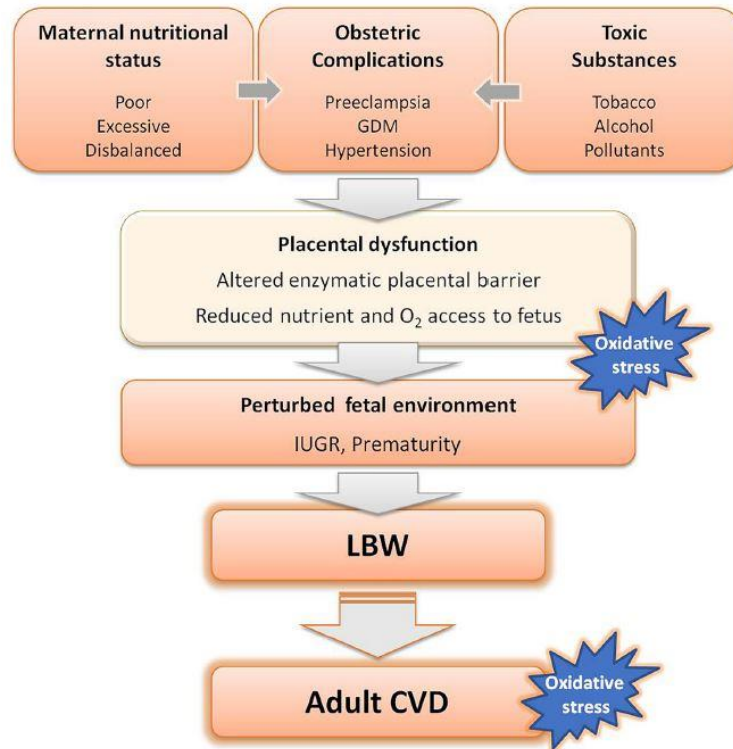 Maternal nutritional
status
Poor
Excessive
Disbalanced
Obstetric
Complications
Preeclampsia
GDM
Hypertension
Toxic
Substances
Tobacco
Alcohol
Pollutants
Placental dysfunction
Altered enzymatic placental barrier
Reduced nutrient and O₂ access to fetus
Oxidative
stress
Perturbed fetal environment
IUGR, Prematurity
LBW
Adult CVD
Oxidative
stress